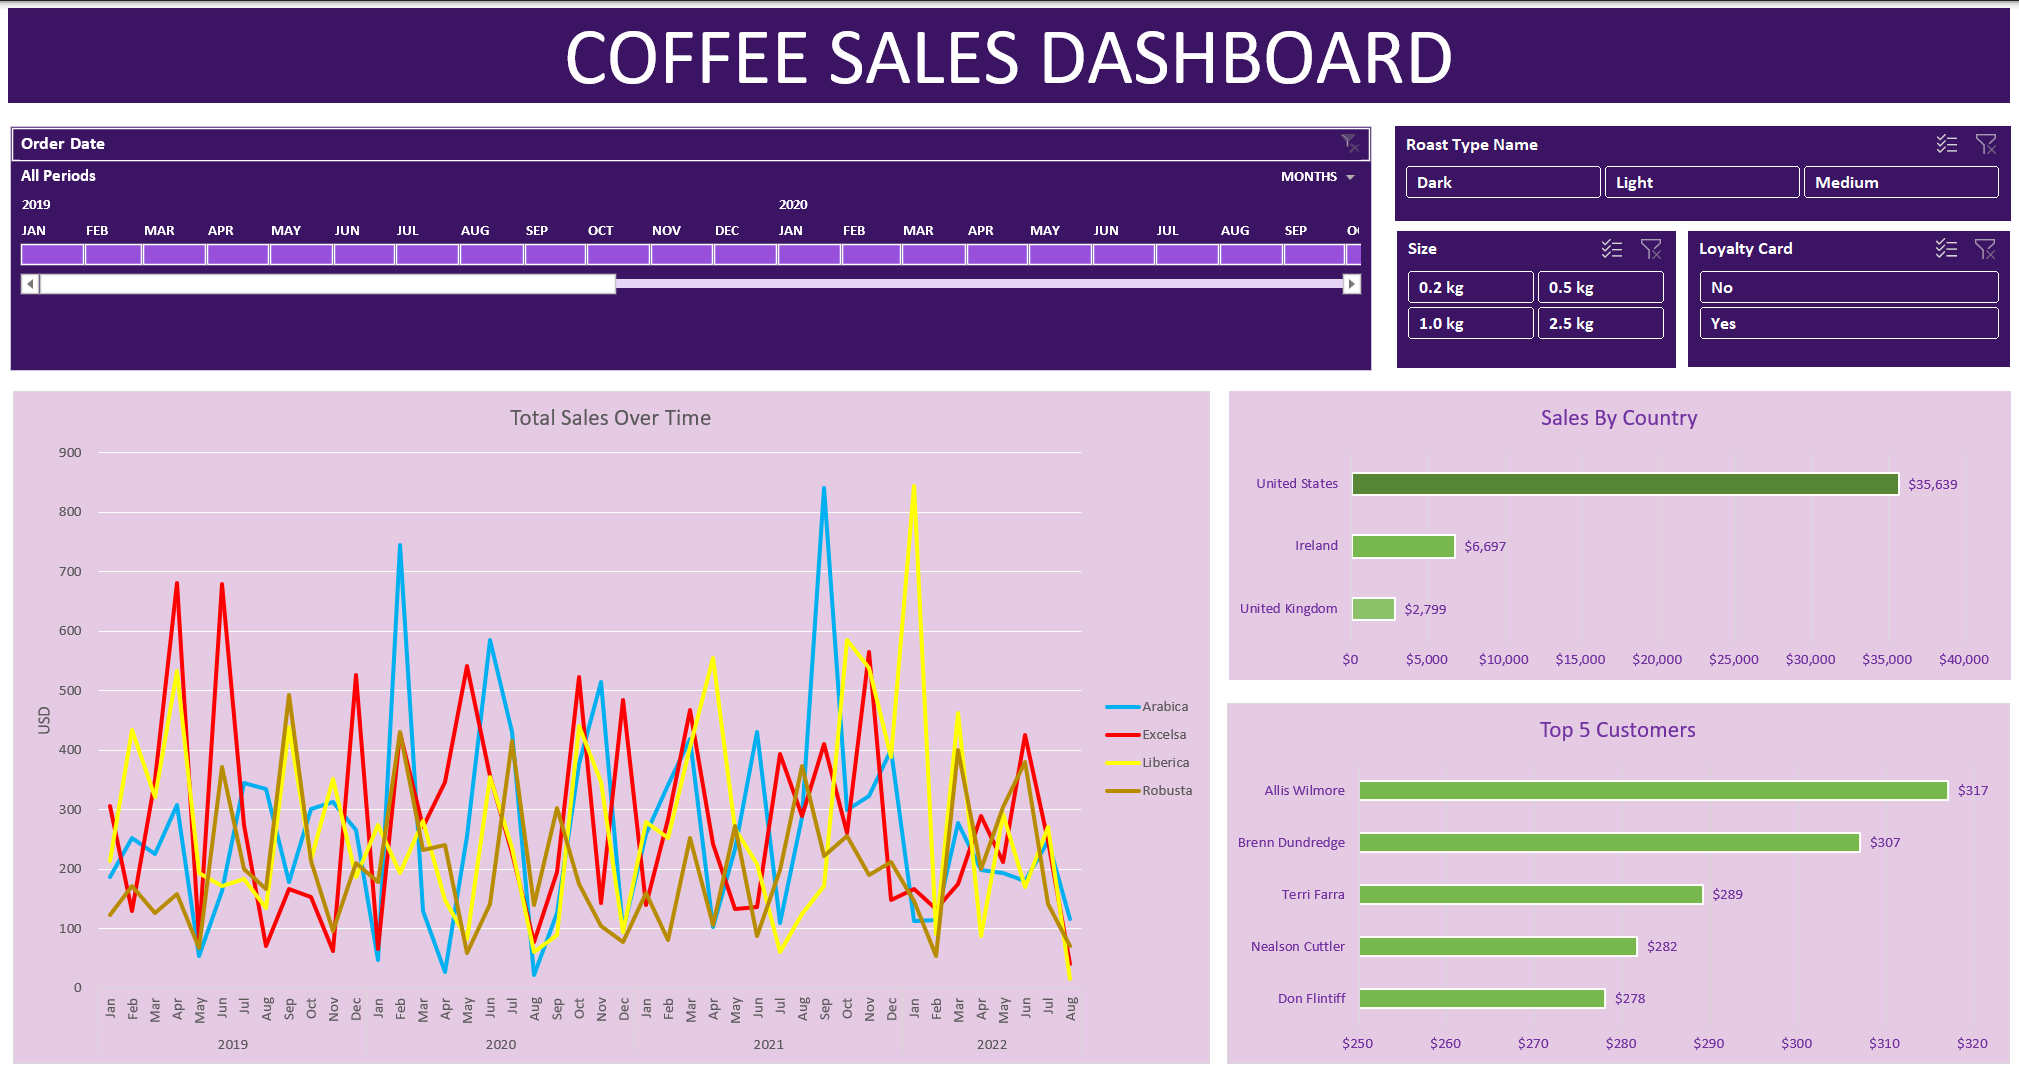 COFFEE SALES DASHBOARD
Order Date
All Periods
MONTHS
2019 2020
JAN FEB MAR APR MAY JUN JUL AUG SEP OCT NOV DEC JAN FEB MAR APR MAY JUN JUL AUG SEP
Roast Type Name
Dark Light Medium
Size
0.2 kg 0.5 kg
1.0 kg 2.5 kg
Loyalty Card
No
Yes
Total Sales Over Time
900
800
700
600
500
400
300
200
100
0
USD
Jan Feb Mar Apr May Jun Jul Aug Sep Oct Nov Dec Jan Feb Mar Apr May Jun Jul Aug Sep Oct Nov Dec Jan Feb Mar Apr May Jun Jul Aug Sep Oct Nov Dec Jan Feb Mar Apr May Jun Jul Aug
2019 2020 2021 2022
Arabica
Excelsa
Liberica
Robusta
Sales By Country
United States $35,639
Ireland $6,697
United Kingdom $2,799
$0 $5,000 $10,000 $15,000 $20,000 $25,000 $30,000 $35,000 $40,000
Top 5 Customers
Allis Wilmore $317
Brenn Dundredge $307
Terri Farra $289
Nealson Cuttler $282
Don Flintiff $278
$250 $260 $270 $280 $290 $300 $310 $320